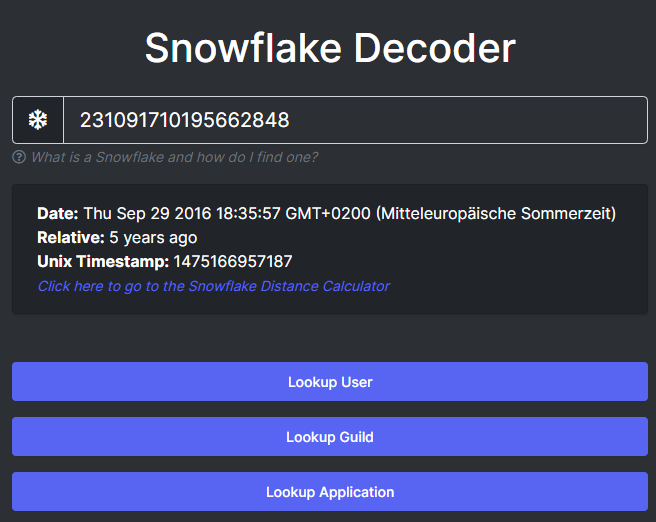 Snowflake Decoder
231091710195662848
What is a Snowflake and how do I find one?
Date: Thu Sep 29 2016 18:35:57 GMT+0200 (Mitteleuropäische Sommerzeit)
Relative: 5 years ago
Unix Timestamp: 1475166957187
Click here to go to the Snowflake Distance Calculator
Lookup User
Lookup Guild
Lookup Application